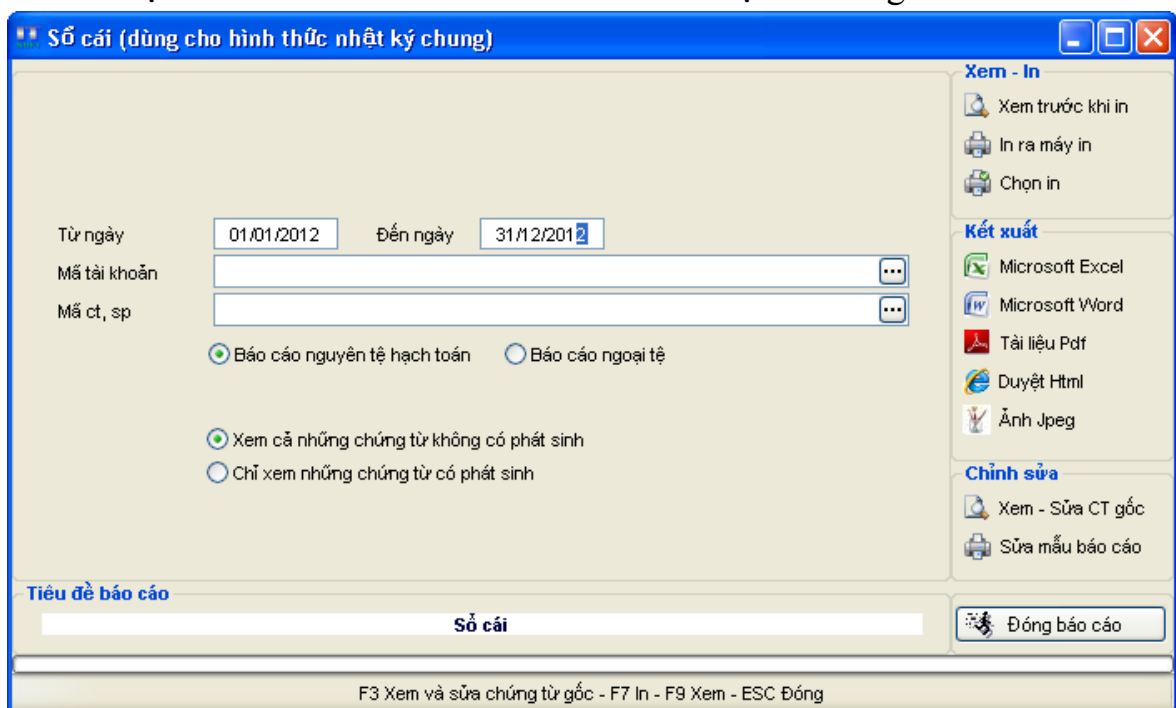 Sổ cái (dùng cho hình thức nhật ký chung)
Xem - In
Xem trước khi in
In ra máy in
Chọn in
Từ ngày 01/01/2012 Đến ngày 31/12/2012
Mã tài khoản
Mã ct, sp
Báo cáo nguyên tệ hạch toán Báo cáo ngoại tệ
Xem cả những chứng từ không có phát sinh
Chỉ xem những chứng từ có phát sinh
Kết xuất
Microsoft Excel
Microsoft Word
Tài liệu Pdf
Duyệt Html
Ảnh Jpeg
Chỉnh sửa
Xem - Sửa CT gốc
Sửa mẫu báo cáo
Tiêu đề báo cáo
Sổ cái
Đóng báo cáo
F3 Xem và sửa chứng từ gốc - F7 In - F9 Xem - ESC Đóng